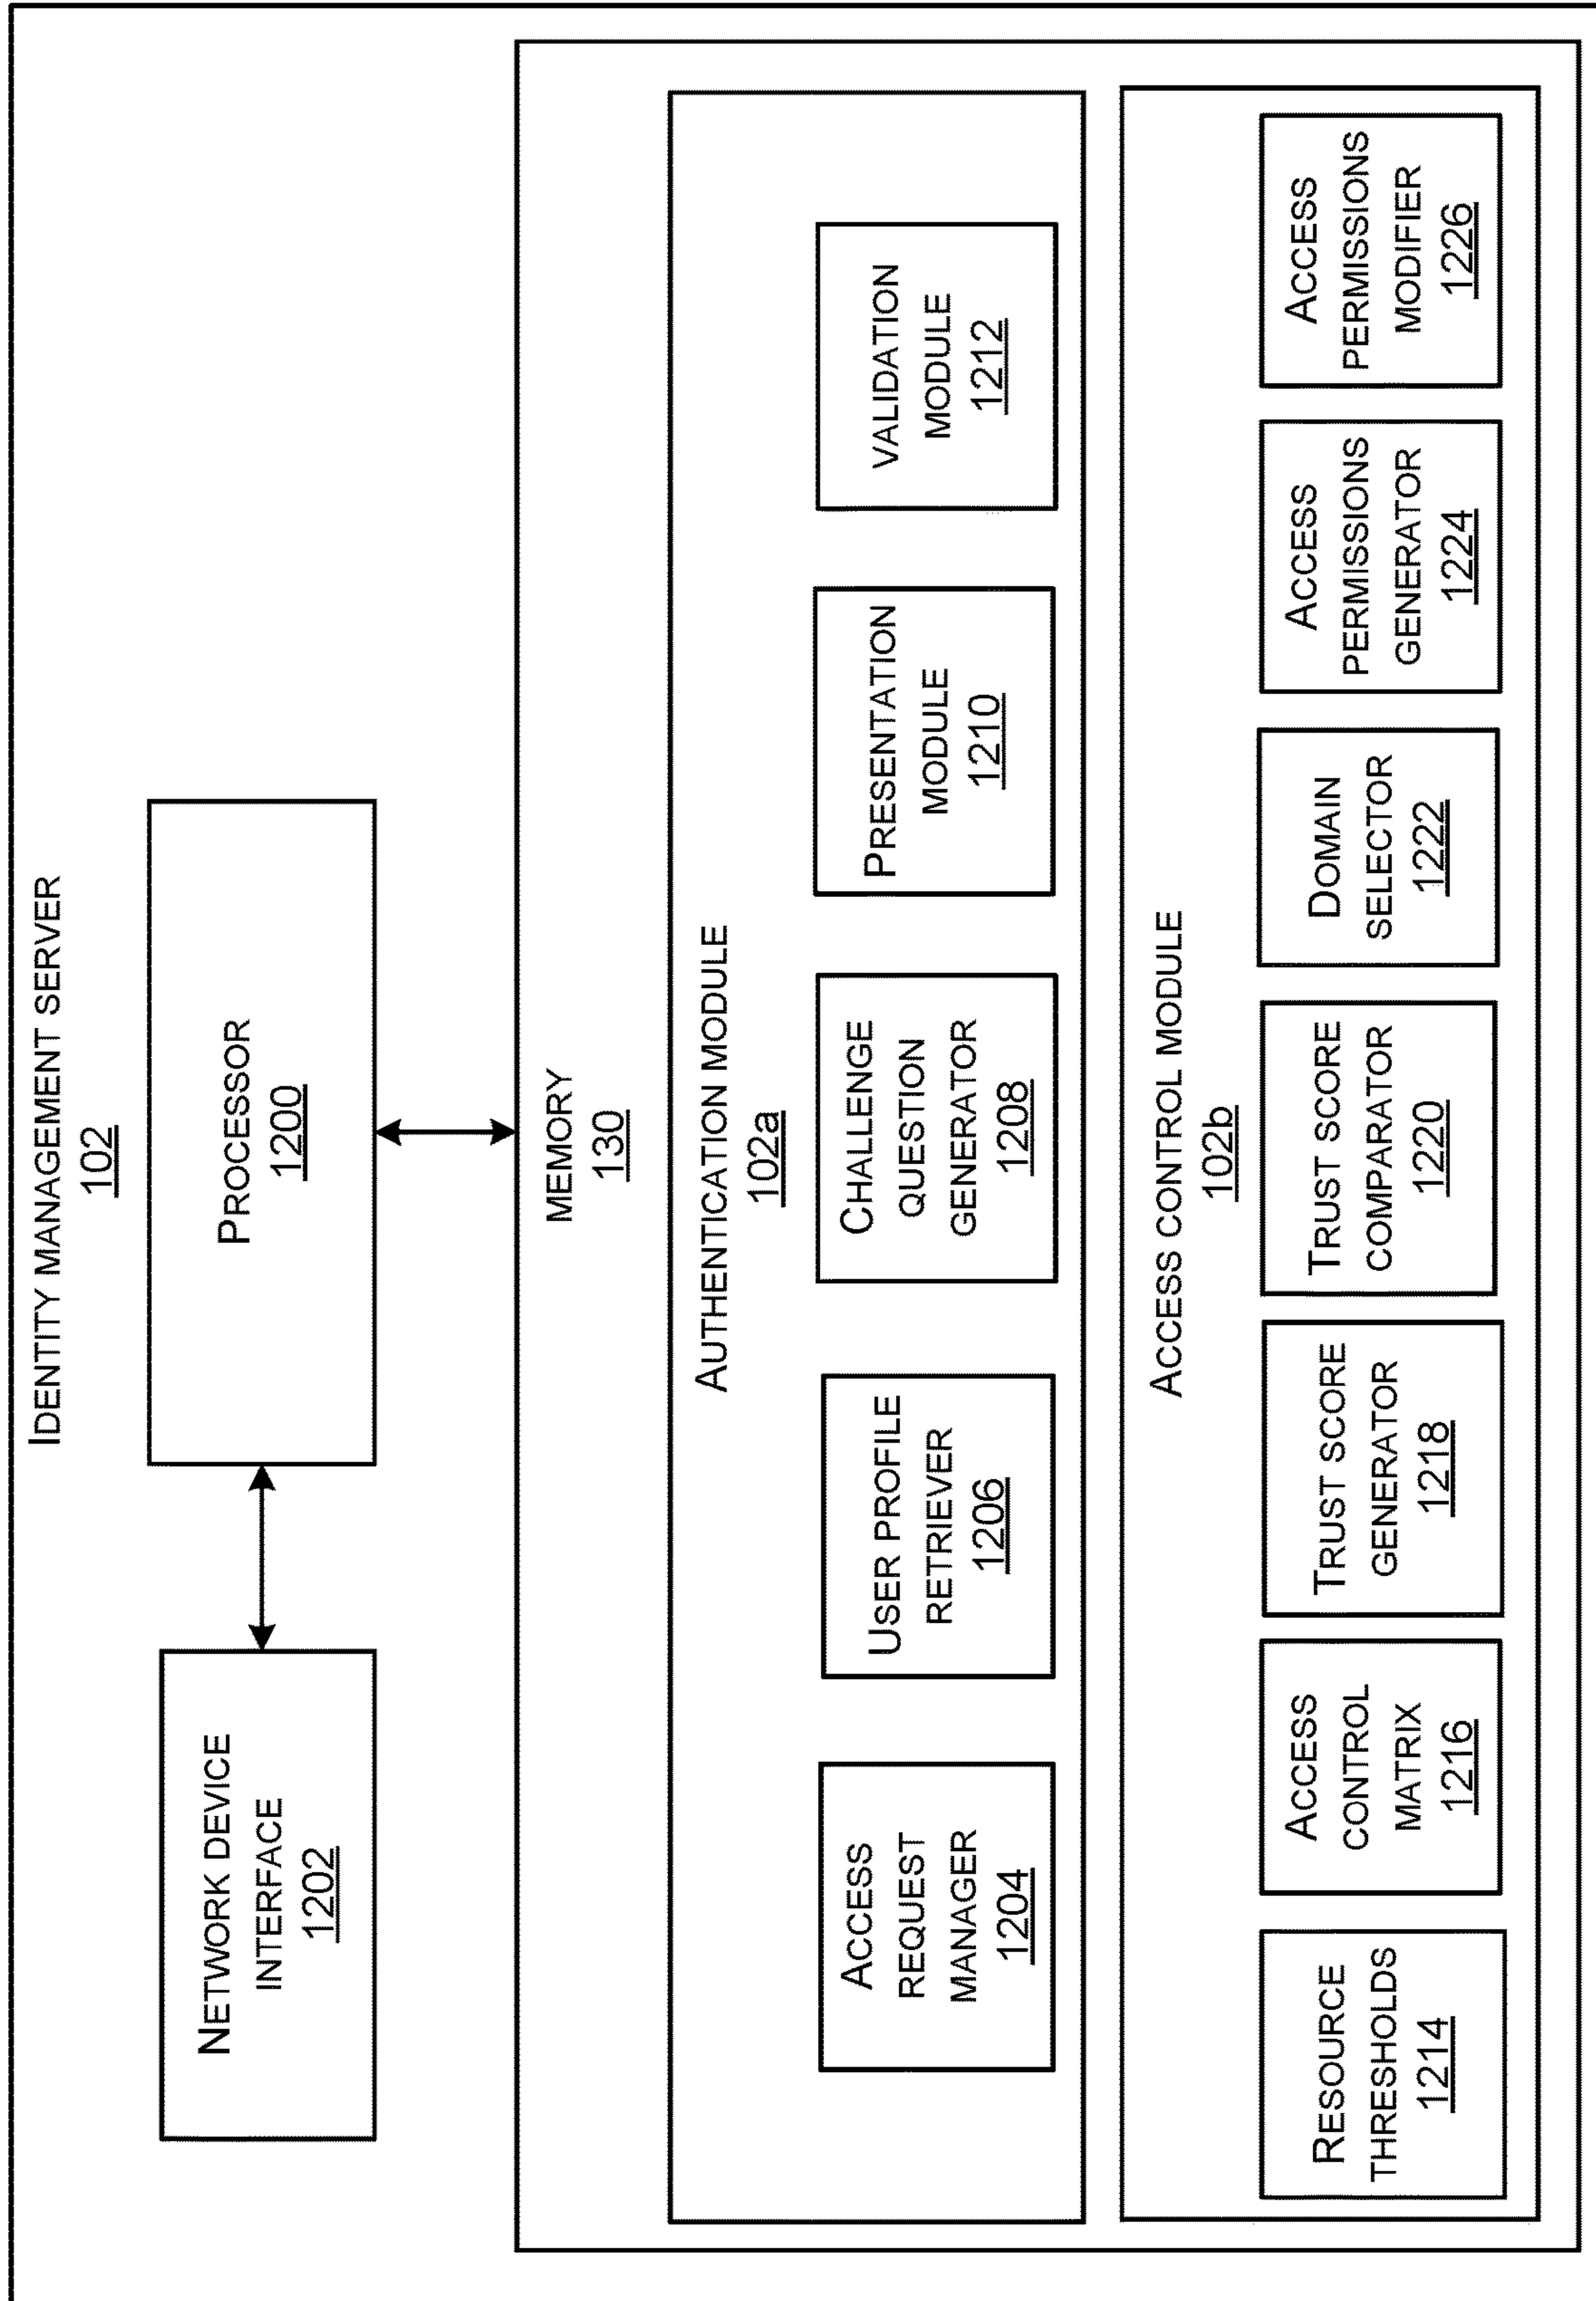 IDENTITY MANAGEMENT SERVER
102
NETWORK DEVICE
INTERFACE
1202
PROCESSOR
1200
MEMORY
130
AUTHENTICATION MODULE
102a
ACCESS
REQUEST
MANAGER
1204
USER PROFILE
RETRIEVER
1206
CHALLENGE
QUESTION
GENERATOR
1208
PRESENTATION
MODULE
1210
VALIDATION
MODULE
1212
ACCESS CONTROL MODULE
102b
RESOURCE
THRESHOLDS
1214
ACCESS
CONTROL
MATRIX
1216
TRUST SCORE
GENERATOR
1218
TRUST SCORE
COMPARATOR
1220
DOMAIN
SELECTOR
1222
ACCESS
PERMISSIONS
GENERATOR
1224
ACCESS
PERMISSIONS
MODIFIER
1226